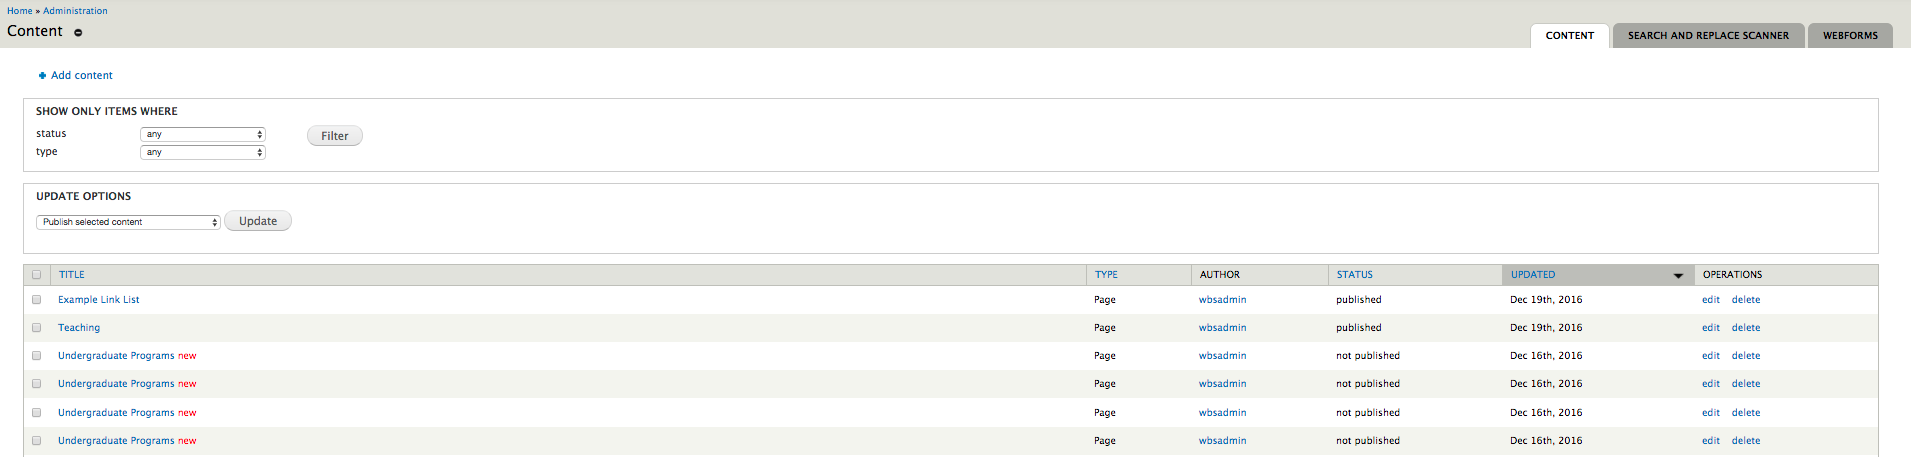 Home » Administration
Content
CONTENT SEARCH AND REPLACE SCANNER WEBFORMS
Add content
SHOW ONLY ITEMS WHERE
status any Filter
type any
UPDATE OPTIONS
Publish selected content Update
TITLE TYPE AUTHOR STATUS UPDATED OPERATIONS
Example Link List Page wbsadmin published Dec 19th, 2016 edit delete
Teaching Page wbsadmin published Dec 19th, 2016 edit delete
Undergraduate Programs new Page wbsadmin not published Dec 16th, 2016 edit delete
Undergraduate Programs new Page wbsadmin not published Dec 16th, 2016 edit delete
Undergraduate Programs new Page wbsadmin not published Dec 16th, 2016 edit delete
Undergraduate Programs new Page wbsadmin not published Dec 16th, 2016 edit delete